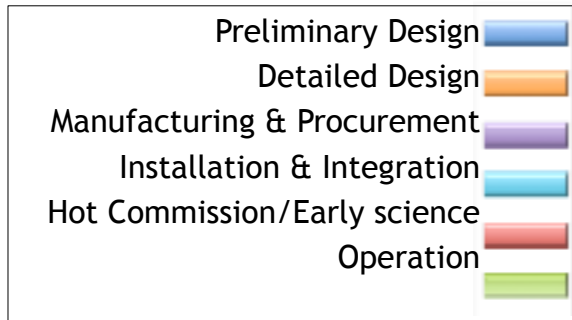 Preliminary Design
Detailed Design
Manufacturing & Procurement
Installation & Integration
Hot Commission/Early science
Operation